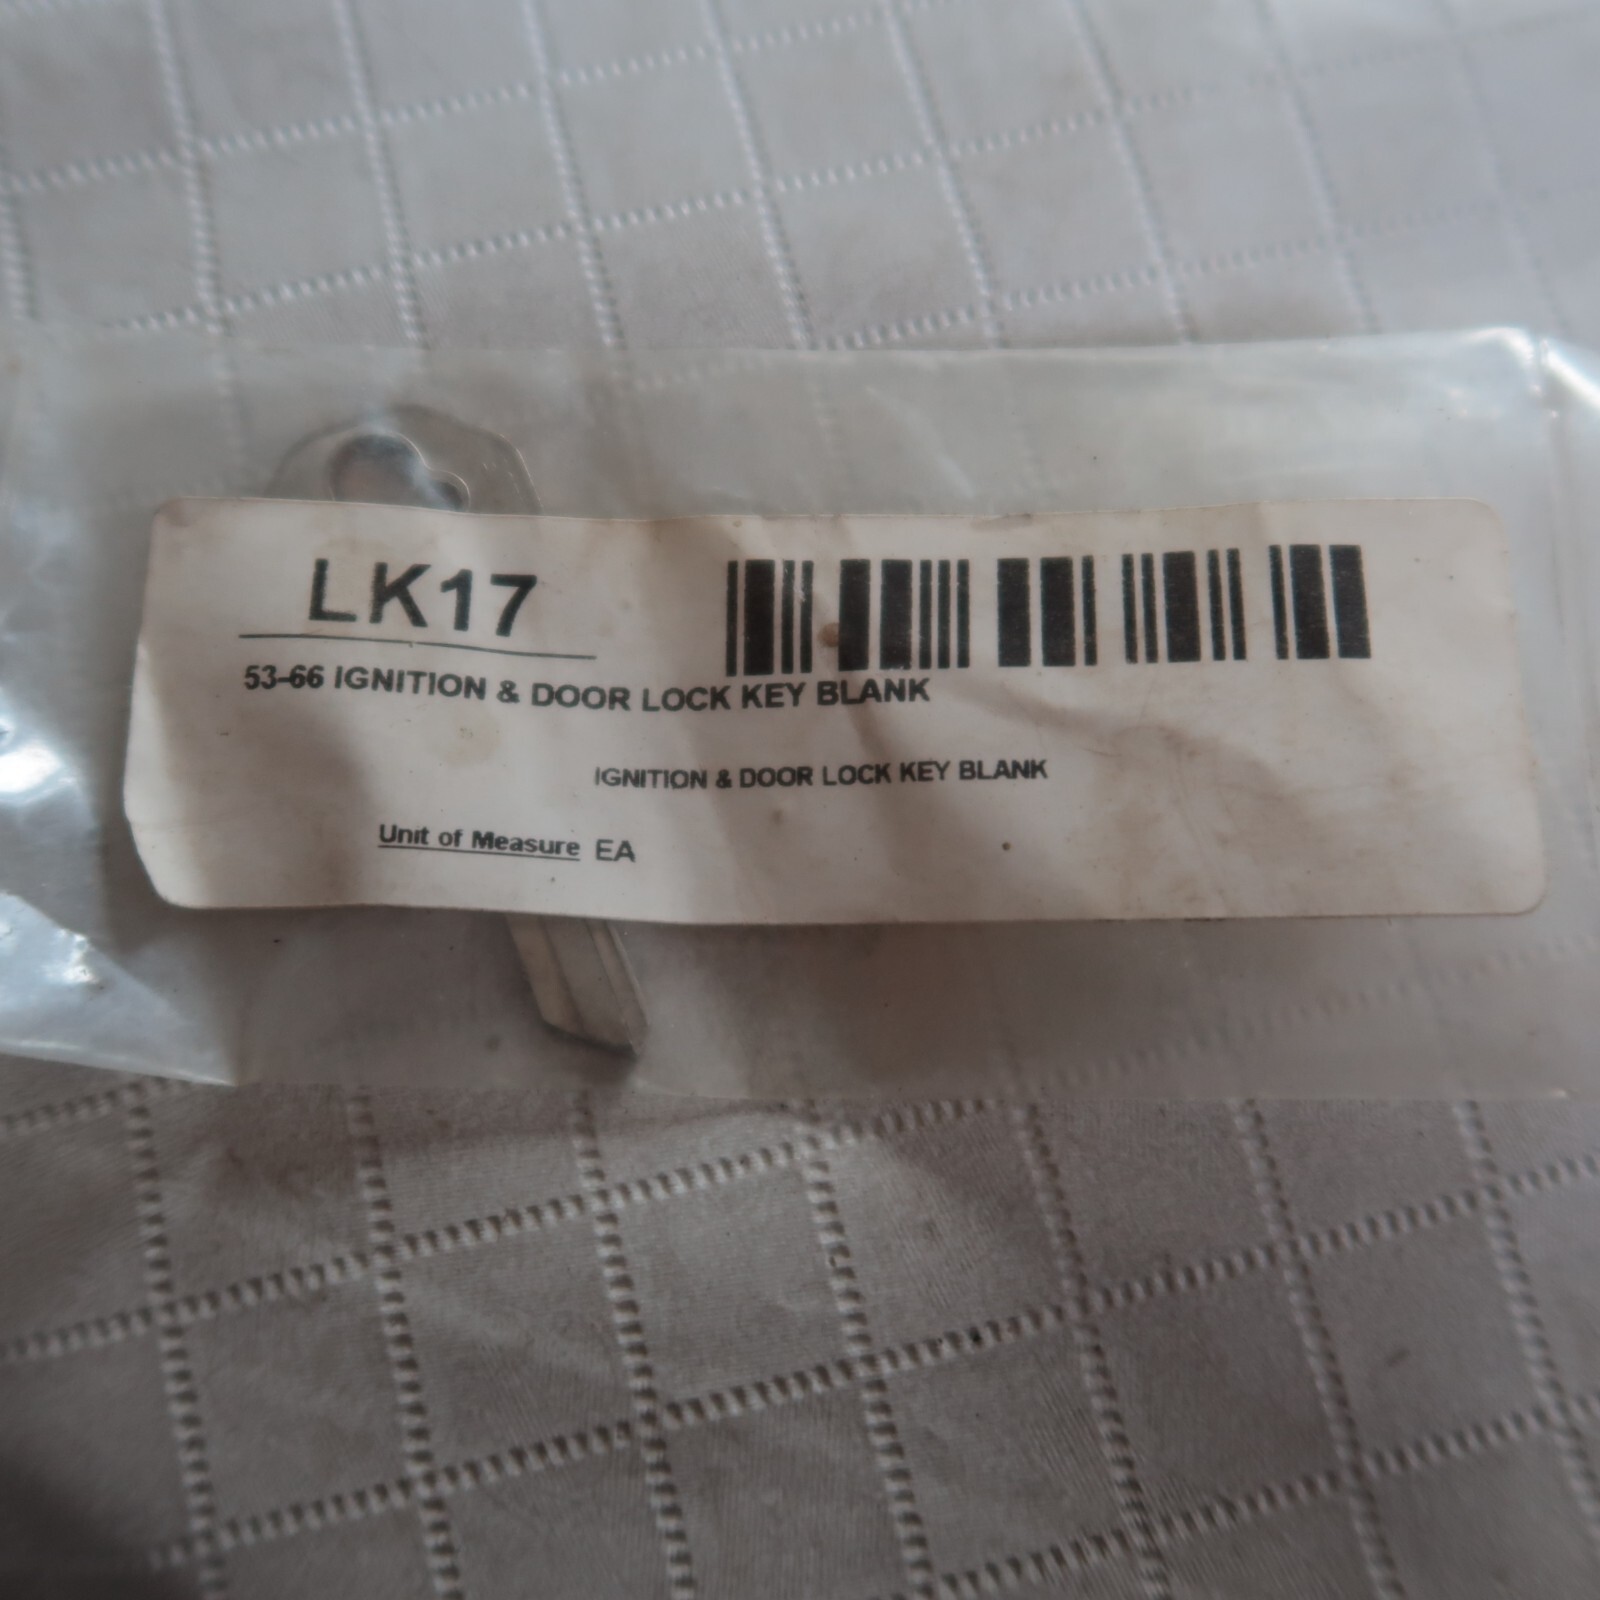 LK17
53-66 IGNITION & DOOR LOCK KEY BLANK
IGNITION & DOOR LOCK KEY BLANK
Unit of Measure EA